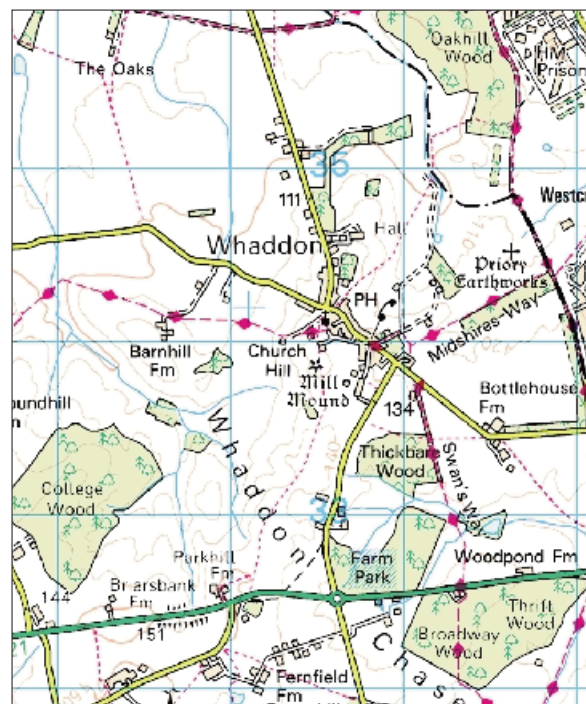 Oakhill
Wood
HM
Prison
The Oaks
35
111
Westc
Hall
Whaddon
Priory
Earthworks
PH
Midshires Way
Barnhill
Fm
Church
Hill
Mill
Mound
134
Bottlehouse
Fm
oundhill
n
Whaddon
Chase
Thickbare
Wood
Swan's Way
College
Wood
Parkhill
Fm
Farm
Park
Woodpond Fm
Briarsbank
Fm
144
151
21
Thrift
Wood
Broadway
Wood
Fernfield
Fm